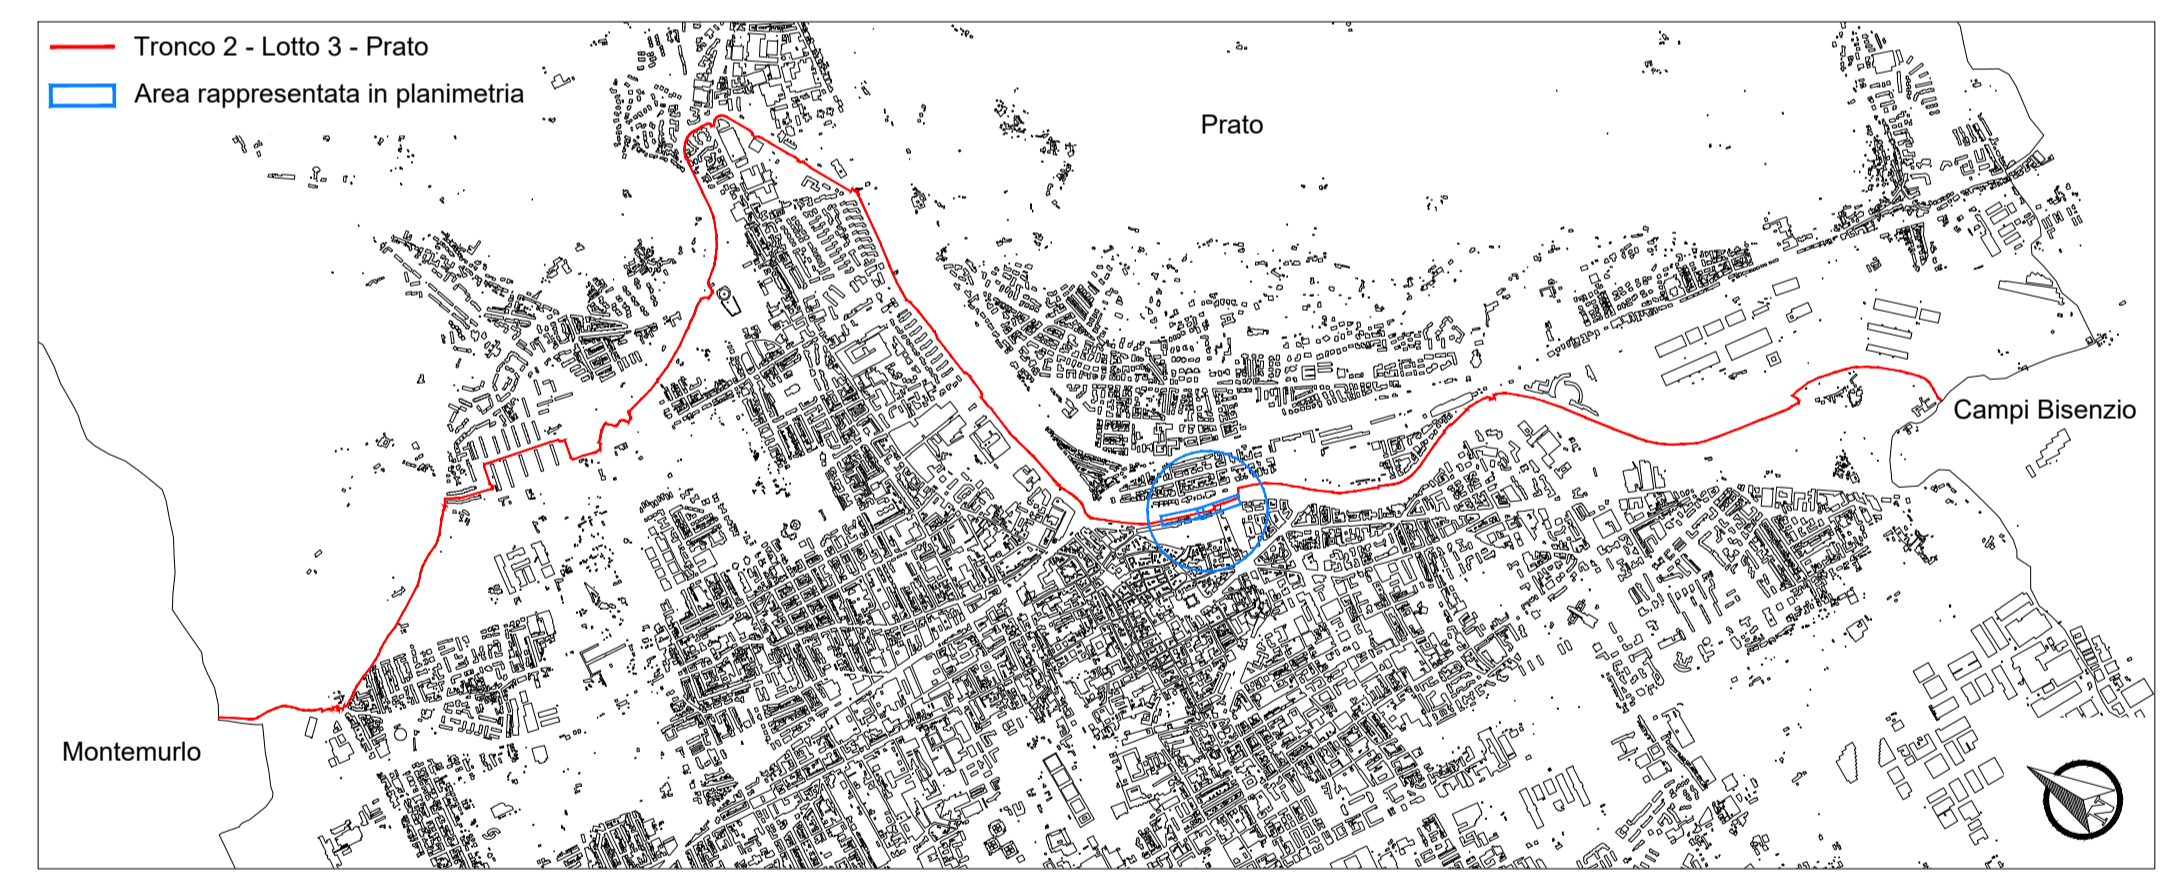 Tronco 2 - Lotto 3 - Prato
Area rappresentata in planimetria
Prato
Campi Bisenzio
Montemurlo
N